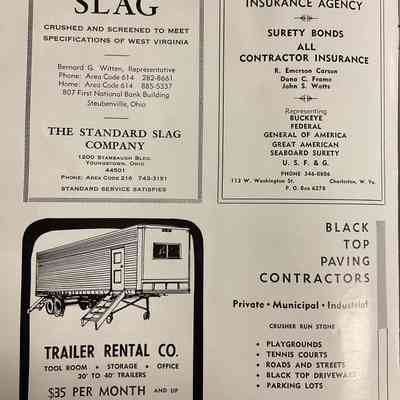 SLAG
CRUSHED AND SCREENED TO MEET
SPECIFICATIONS OF WEST VIRGINIA
Bernard G. Witten, Representative
Phone: Area Code 614 282-8661
Home: Area Code 614 885-5337
807 First National Bank Building
Steubenville, Ohio
THE STANDARD SLAG
COMPANY
1200 Stambaugh Bldg.
Youngstown, Ohio
44501
Phone: Area Code 216 743-3151
STANDARD SERVICE SATISFIES
INSURANCE AGENCY
SURETY BONDS
ALL
CONTRACTOR INSURANCE
R. Emerson Carson
Dana C. Frame
John S. Watts
Representing
BUCKEYE
FEDERAL
GENERAL OF AMERICA
GREAT AMERICAN
SEABOARD SURETY
U. S. F. & G.
PHONE 346-0806
113 W. Washington St. Charleston, W. Va.
P. O. Box 6278
TRAILER RENTAL CO.
TOOL ROOM • STORAGE • OFFICE
30' TO 40' TRAILERS
$35 PER MONTH AND UP
BLACK
TOP
PAVING
CONTRACTORS
Private • Municipal • Industrial
CRUSHER RUN STONE
• PLAYGROUNDS
• TENNIS COURTS
• ROADS AND STREETS
• BLACK TOP DRIVEWAYS
• PARKING LOTS